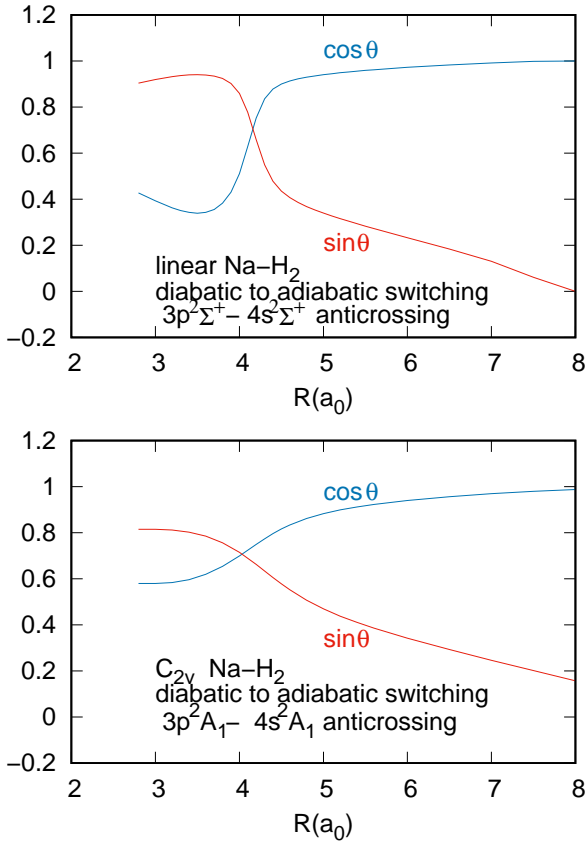 1.2
1
0.8
0.6
0.4
0.2
0
−0.2
cosθ
sinθ
linear Na−H₂
diabatic to adiabatic switching
3p²Σ⁺− 4s²Σ⁺ anticrossing
2 3 4 5 6 7 8
R(a₀)
1.2
1
0.8
0.6
0.4
0.2
0
−0.2
cosθ
sinθ
C₂ᵥ Na−H₂
diabatic to adiabatic switching
3p²A₁− 4s²A₁ anticrossing
2 3 4 5 6 7 8
R(a₀)